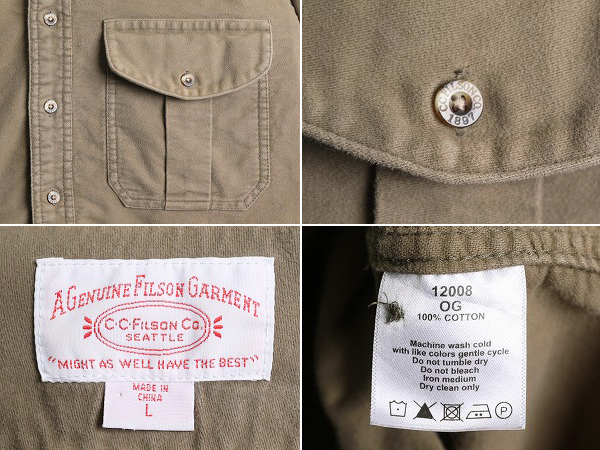 C.C. FILSON CO.
1897
A GENUINE FILSON GARMENT
C·C·FILSON CO.
SEATTLE
"MIGHT AS WELL HAVE THE BEST"
MADE IN
CHINA
L
12008
OG
100% COTTON
Machine wash cold
with like colors gentle cycle
Do not tumble dry
Do not bleach
Iron medium
Dry clean only
P